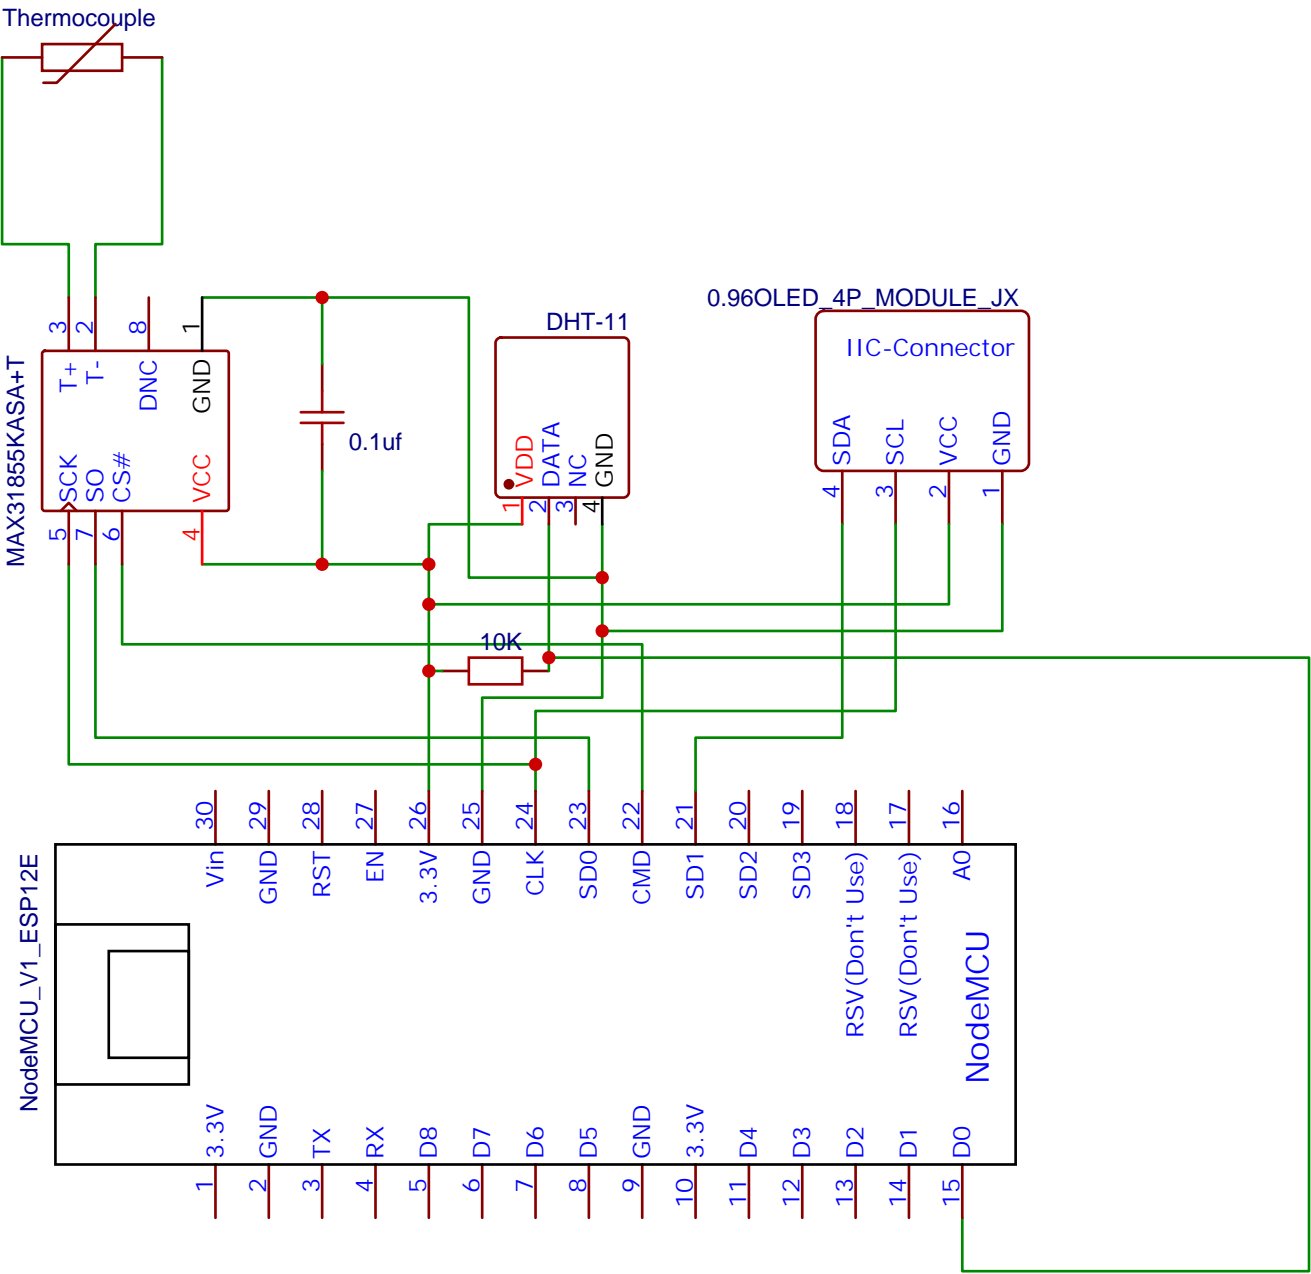 Thermocouple
3
2
8
1
T+
T-
DNC
GND
MAX31855KASA+T
SCK
SO
CS#
VCC
5
7
6
4
0.1uf
DHT-11
VDD
DATA
NC
GND
1
2
3
4
0.96OLED_4P_MODULE_JX
IIC-Connector
SDA
SCL
VCC
GND
4
3
2
1
10K
30
29
28
27
26
25
24
23
22
21
20
19
18
17
16
Vin
GND
RST
EN
3.3V
GND
CLK
SD0
CMD
SD1
SD2
SD3
RSV(Don't Use)
RSV(Don't Use)
A0
NodeMCU_V1_ESP12E
NodeMCU
3.3V
GND
TX
RX
D8
D7
D6
D5
GND
3.3V
D4
D3
D2
D1
D0
1
2
3
4
5
6
7
8
9
10
11
12
13
14
15